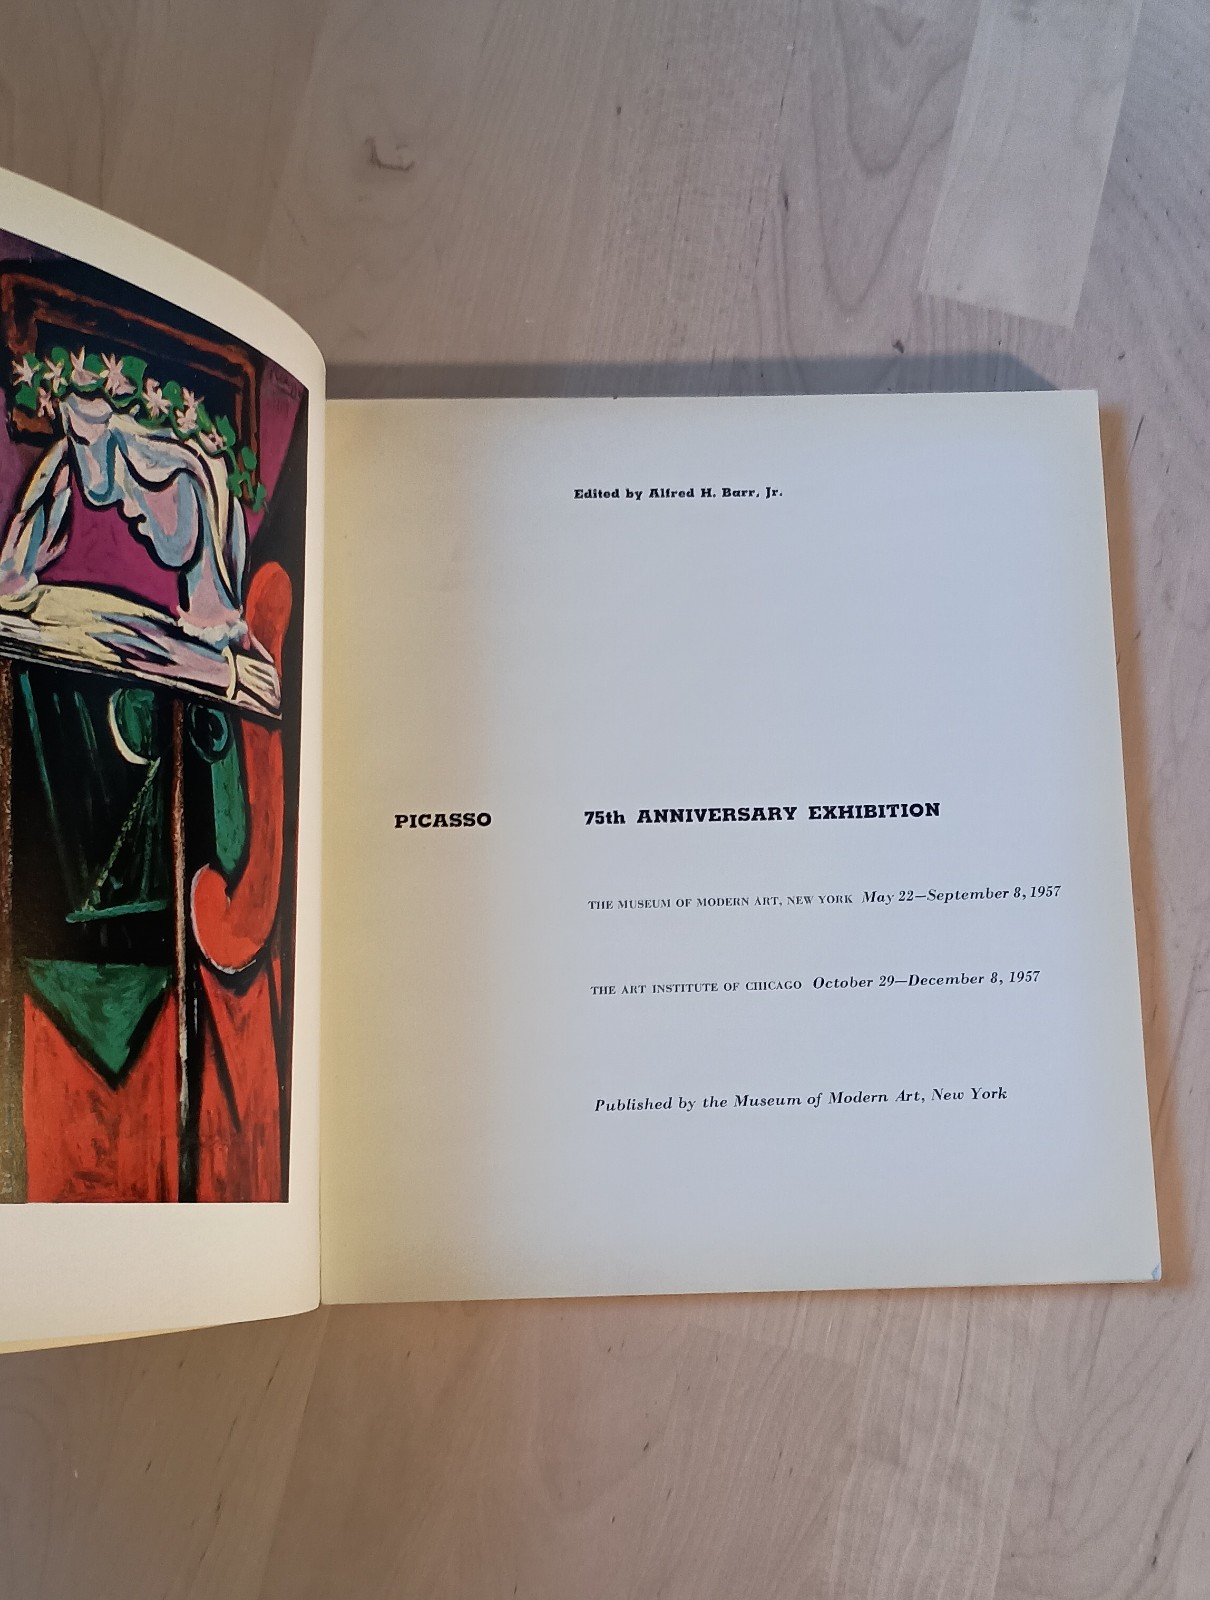 Edited by Alfred H. Barr, Jr.
PICASSO 75th ANNIVERSARY EXHIBITION
THE MUSEUM OF MODERN ART, NEW YORK May 22—September 8, 1957
THE ART INSTITUTE OF CHICAGO October 29—December 8, 1957
Published by the Museum of Modern Art, New York